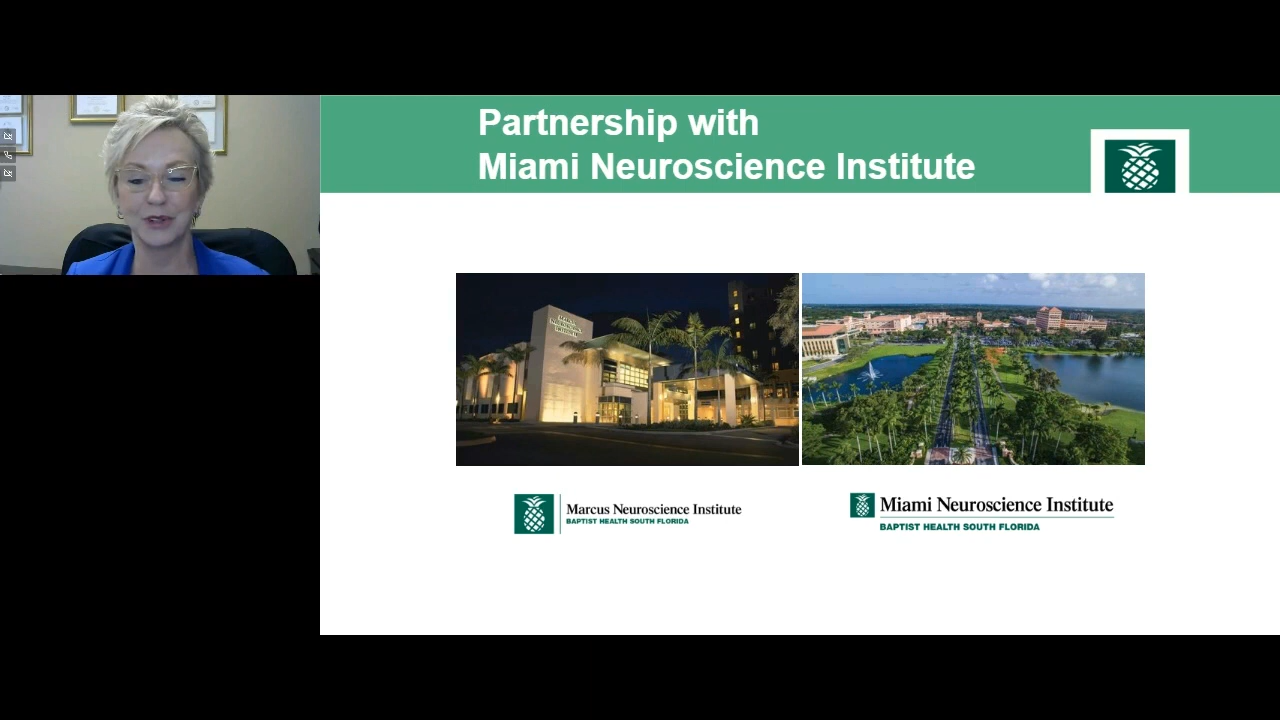 Partnership with
Miami Neuroscience Institute
Marcus Neuroscience Institute
BAPTIST HEALTH SOUTH FLORIDA
Miami Neuroscience Institute
BAPTIST HEALTH SOUTH FLORIDA